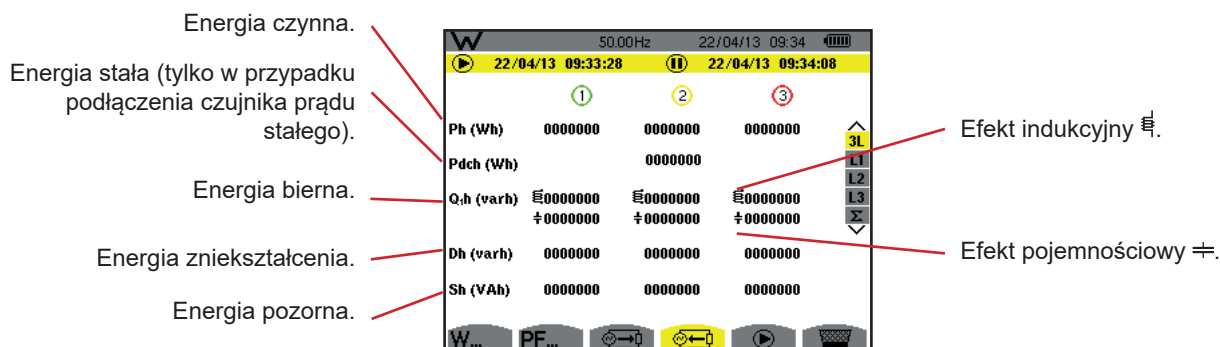 Energia czynna.
Energia stała (tylko w przypadku
podłączenia czujnika prądu
stałego).
Energia bierna.
Energia zniekształcenia.
Energia pozorna.
W 50.00Hz 22/04/13 09:34
22/04/13 09:33:28 22/04/13 09:34:08
1 2 3
Ph (Wh) 0000000 0000000 0000000
Pdch (Wh) 0000000
Q₁h (varh) 0000000 0000000 0000000
0000000 0000000 0000000
Dh (varh) 0000000 0000000 0000000
Sh (VAh) 0000000 0000000 0000000
3L
L1
L2
L3
Σ
W... PF...
Efekt indukcyjny.
Efekt pojemnościowy.